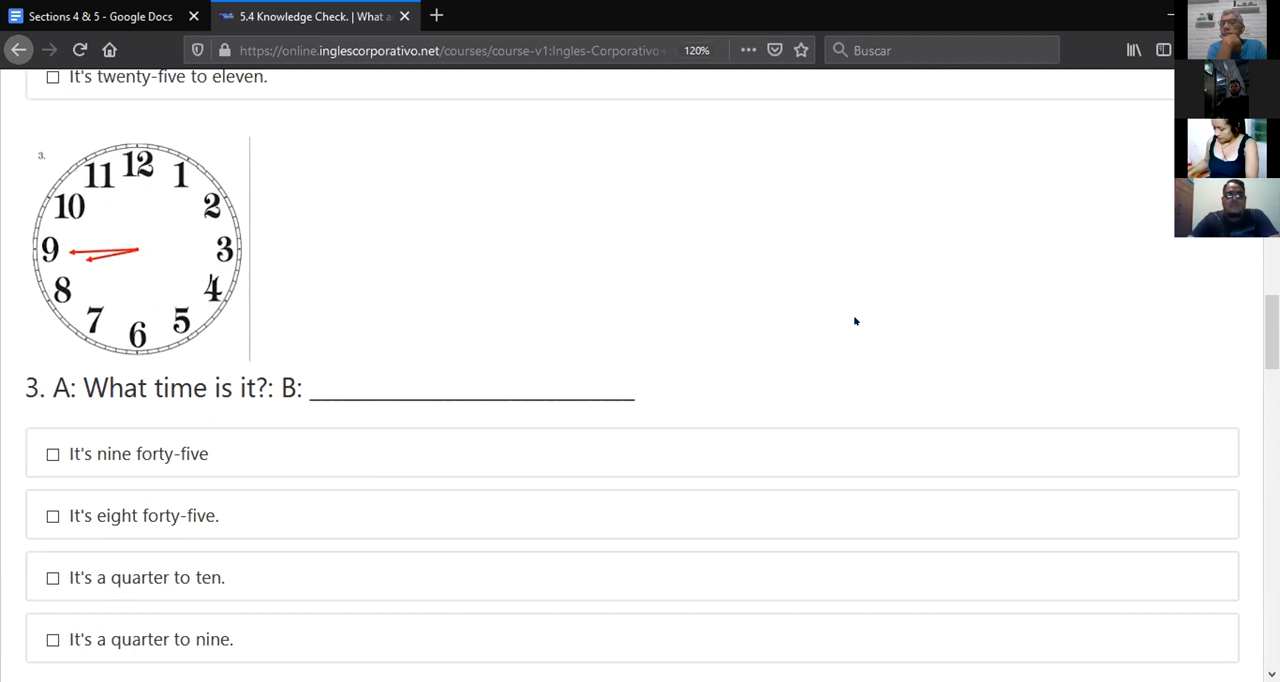 Sections 4 & 5 - Google Docs
5.4 Knowledge Check. | What a
https://online.inglescorporativo.net/courses/course-v1:Ingles-Corporativo
120%
Buscar
It's twenty-five to eleven.
3.
12
11
1
10
2
9
3
8
4
7
5
6
3. A: What time is it?: B: ___________________________
It's nine forty-five
It's eight forty-five.
It's a quarter to ten.
It's a quarter to nine.